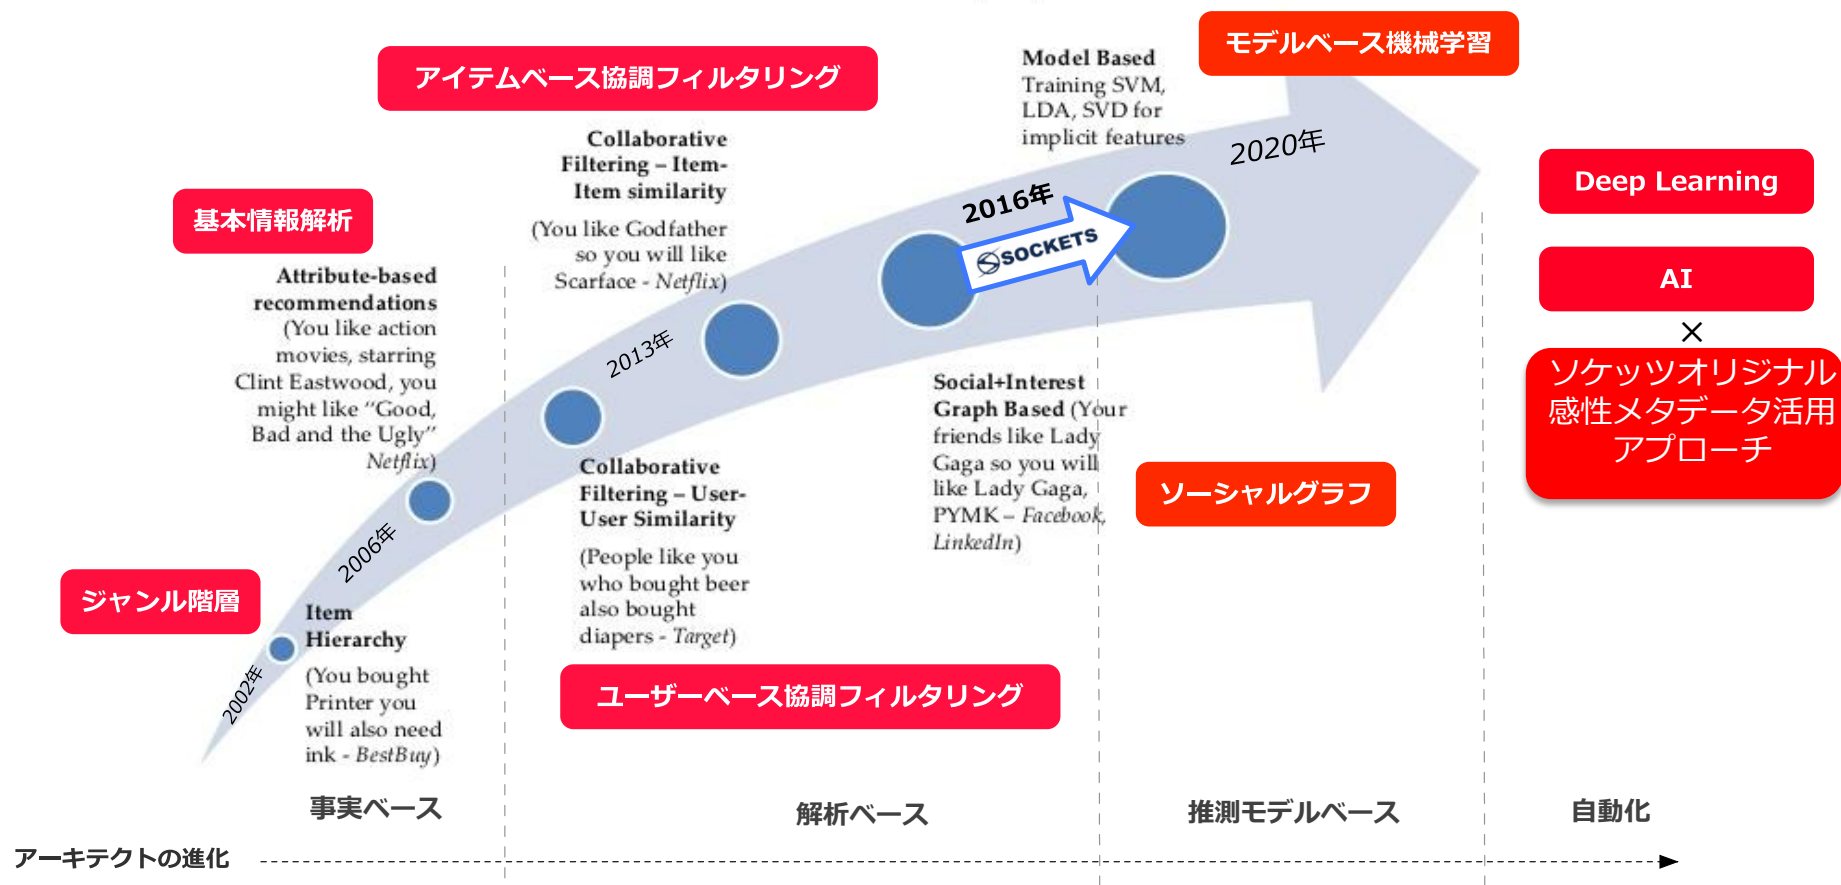 モデルベース機械学習
アイテムベース協調フィルタリング
Model Based
Training SVM,
LDA, SVD for
implicit features
2020年
Collaborative
Filtering – Item-
Item similarity
(You like Godfather
so you will like
Scarface - Netflix)
2016年
SOCKETS
Deep Learning
AI
×
ソケッツオリジナル
感性メタデータ活用
アプローチ
基本情報解析
Attribute-based
recommendations
(You like action
movies, starring
Clint Eastwood, you
might like “Good,
Bad and the Ugly”
Netflix)
2013年
Social+Interest
Graph Based (Your
friends like Lady
Gaga so you will
like Lady Gaga,
PYMK – Facebook,
LinkedIn)
ソーシャルグラフ
Collaborative
Filtering – User-
User Similarity
(People like you
who bought beer
also bought
diapers - Target)
ユーザーベース協調フィルタリング
2006年
ジャンル階層
Item
Hierarchy
(You bought
Printer you
will also need
ink - BestBuy)
2002年
事実ベース
解析ベース
推測モデルベース
自動化
アーキテクトの進化